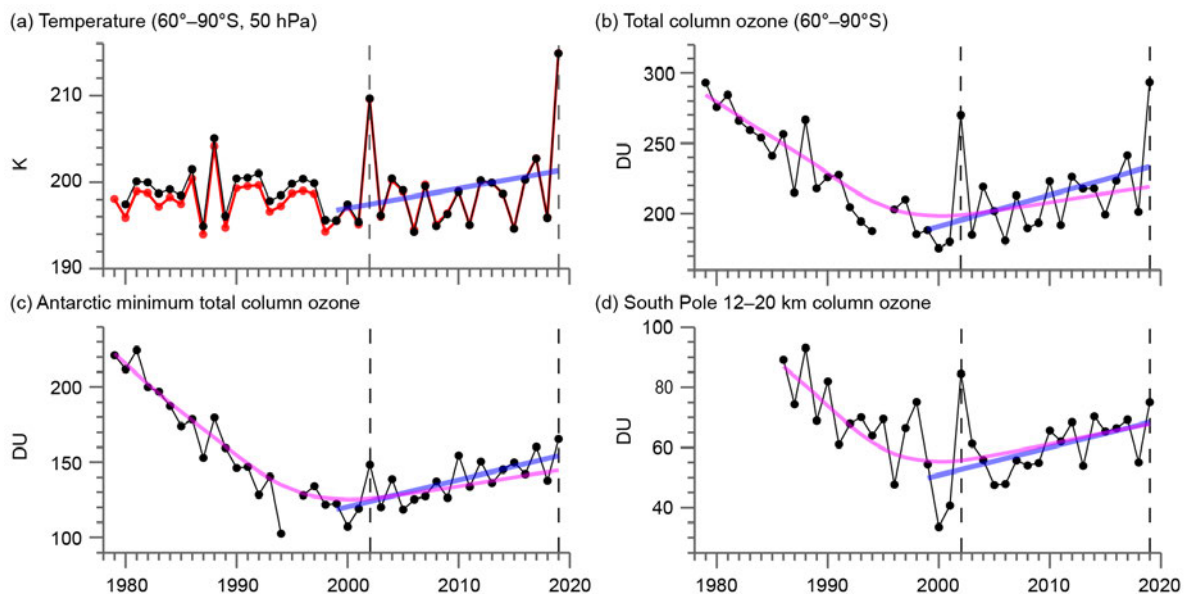 (a) Temperature (60°–90°S, 50 hPa)
K
210
200
190
(b) Total column ozone (60°–90°S)
DU
300
250
200
(c) Antarctic minimum total column ozone
DU
200
150
100
1980 1990 2000 2010 2020
(d) South Pole 12–20 km column ozone
DU
100
80
60
40
1980 1990 2000 2010 2020